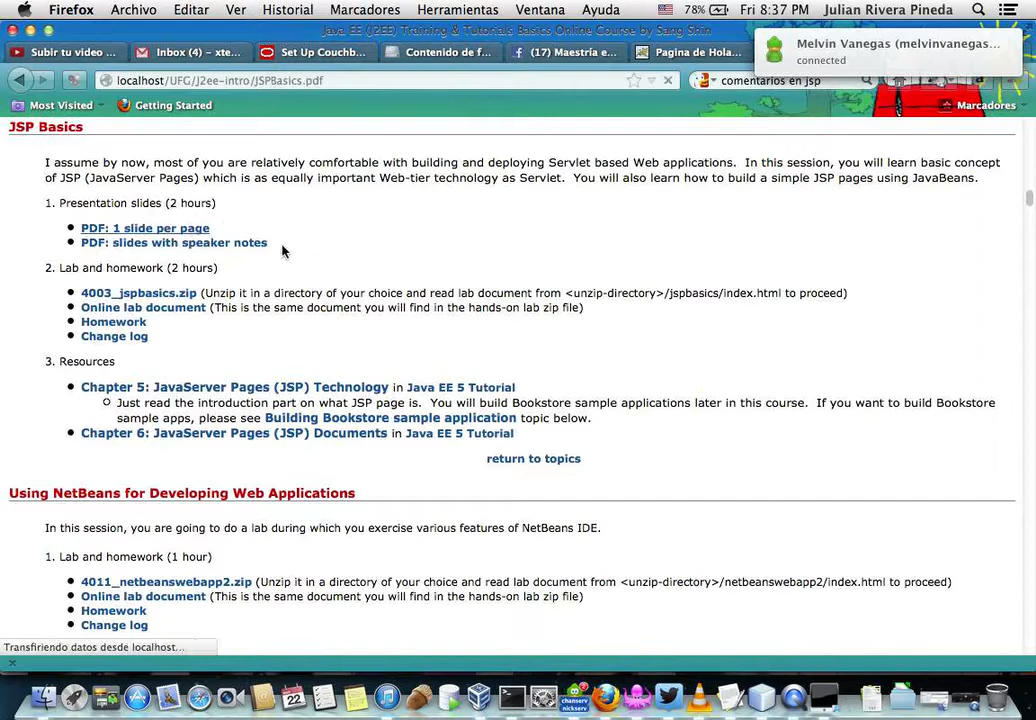 Firefox Archivo Editar Ver Historial Marcadores Herramientas Ventana Ayuda 78% Fri 8:37 PM Julian Rivera Pineda
Java EE (J2EE) Training & Tutorials Basics Online Course by Sang Shin
Subir tu video ... Inbox (4) – xte... Set Up Couchb... Contenido de f... (17) Maestría e... Pagina de Hola...
Melvin Vanegas (melvinvanegas...
connected
localhost/UFG/J2ee-intro/JSPBasics.pdf comentarios en jsp
Most Visited Getting Started Marcadores
JSP Basics
I assume by now, most of you are relatively comfortable with building and deploying Servlet based Web applications. In this session, you will learn basic concept
of JSP (JavaServer Pages) which is as equally important Web-tier technology as Servlet. You will also learn how to build a simple JSP pages using JavaBeans.
1. Presentation slides (2 hours)
PDF: 1 slide per page
PDF: slides with speaker notes
2. Lab and homework (2 hours)
4003_jspbasics.zip (Unzip it in a directory of your choice and read lab document from <unzip-directory>/jspbasics/index.html to proceed)
Online lab document (This is the same document you will find in the hands-on lab zip file)
Homework
Change log
3. Resources
Chapter 5: JavaServer Pages (JSP) Technology in Java EE 5 Tutorial
Just read the introduction part on what JSP page is. You will build Bookstore sample applications later in this course. If you want to build Bookstore
sample apps, please see Building Bookstore sample application topic below.
Chapter 6: JavaServer Pages (JSP) Documents in Java EE 5 Tutorial
return to topics
Using NetBeans for Developing Web Applications
In this session, you are going to do a lab during which you exercise various features of NetBeans IDE.
1. Lab and homework (1 hour)
4011_netbeanswebapp2.zip (Unzip it in a directory of your choice and read lab document from <unzip-directory>/netbeanswebapp2/index.html to proceed)
Online lab document (This is the same document you will find in the hands-on lab zip file)
Homework
Change log
Transfiriendo datos desde localhost...